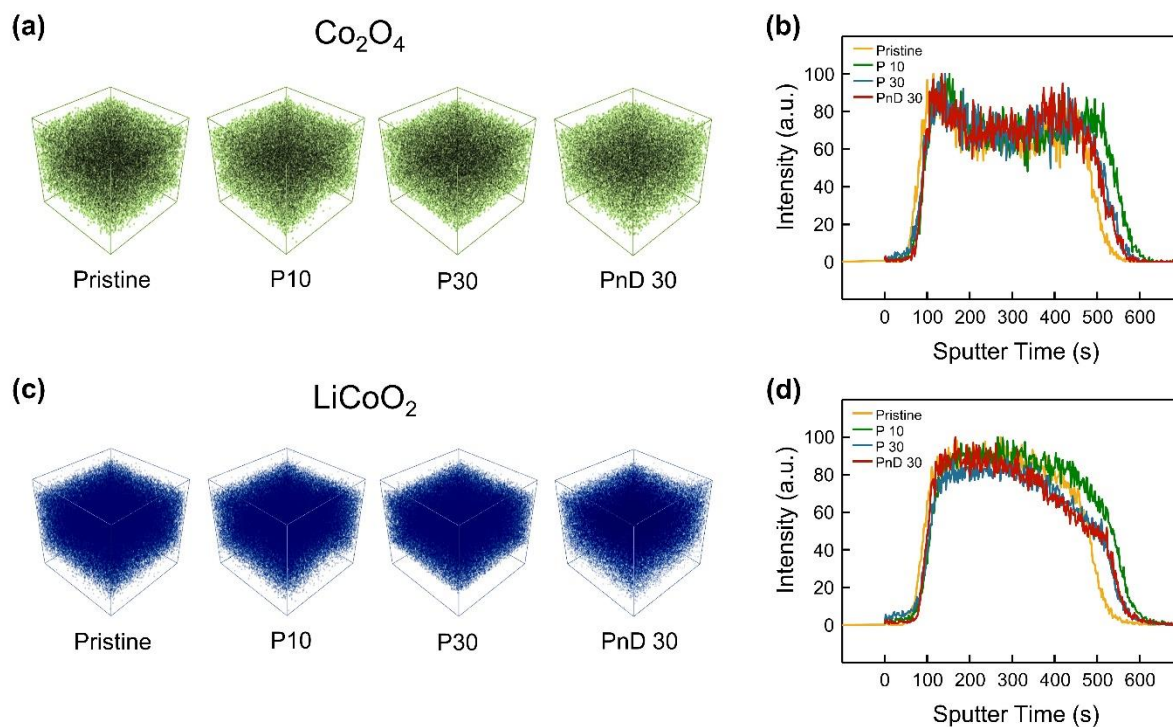 (a)
Co₂O₄
Pristine
P10
P30
PnD 30
(b)
Pristine
P 10
P 30
PnD 30
100
80
60
40
20
0
Intensity (a.u.)
0 100 200 300 400 500 600
Sputter Time (s)
(c)
LiCoO₂
Pristine
P10
P30
PnD 30
(d)
Pristine
P 10
P 30
PnD 30
100
80
60
40
20
0
Intensity (a.u.)
0 100 200 300 400 500 600
Sputter Time (s)